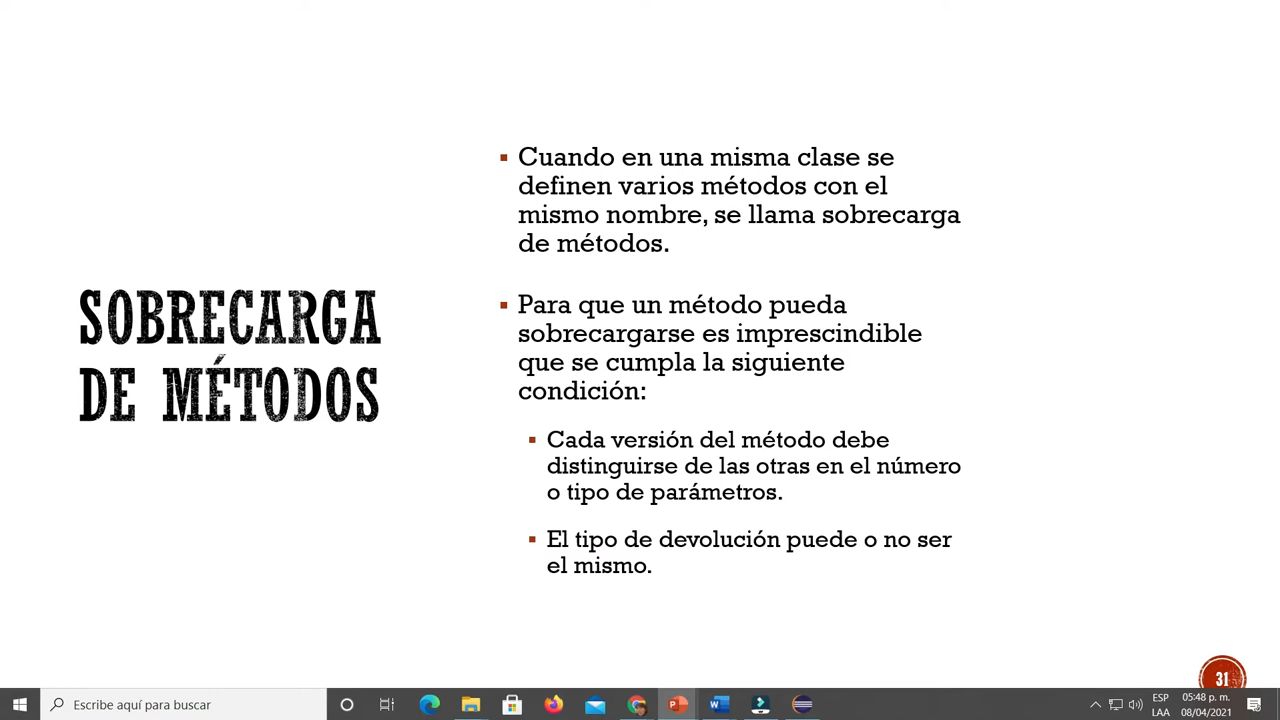 SOBRECARGA
DE MÉTODOS
▪ Cuando en una misma clase se
definen varios métodos con el
mismo nombre, se llama sobrecarga
de métodos.
▪ Para que un método pueda
sobrecargarse es imprescindible
que se cumpla la siguiente
condición:
▪ Cada versión del método debe
distinguirse de las otras en el número
o tipo de parámetros.
▪ El tipo de devolución puede o no ser
el mismo.
31
Escribe aquí para buscar
ESP
LAA
05:48 p. m.
08/04/2021